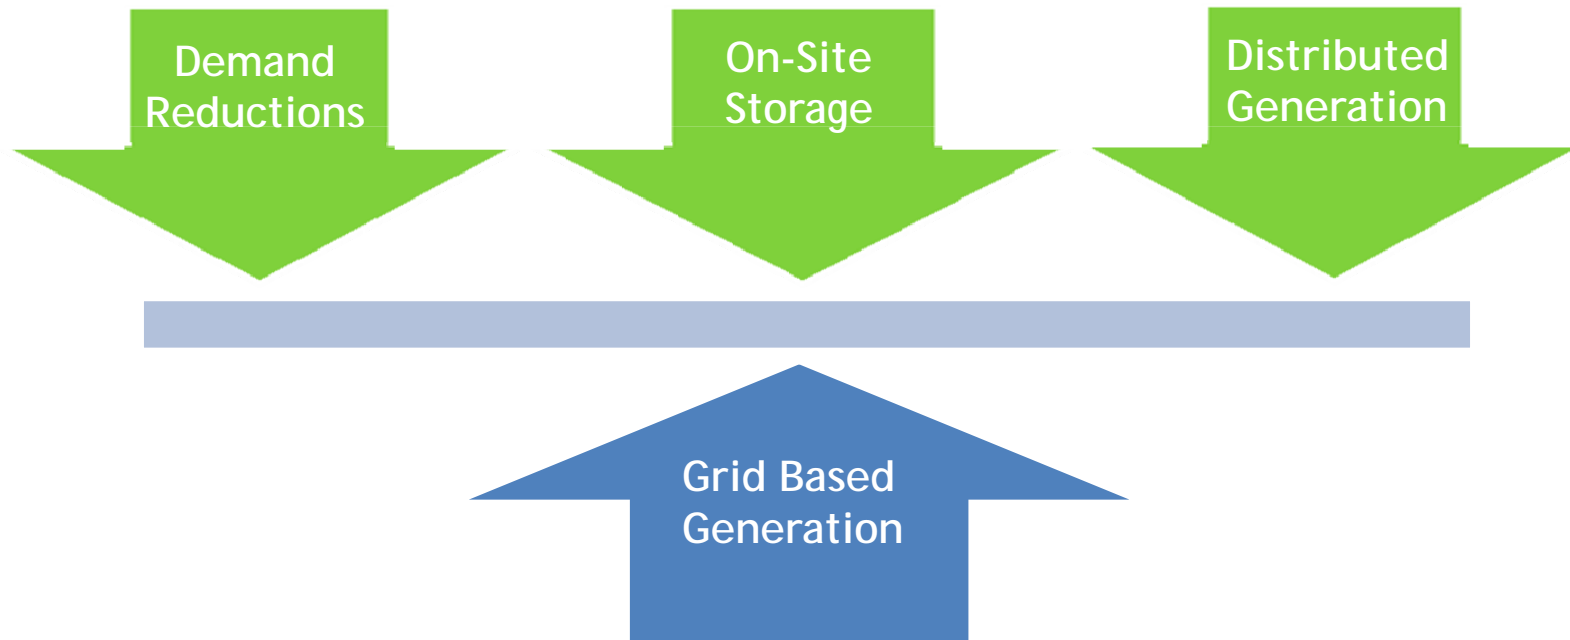 Demand
Reductions
On-Site
Storage
Distributed
Generation
Grid Based
Generation